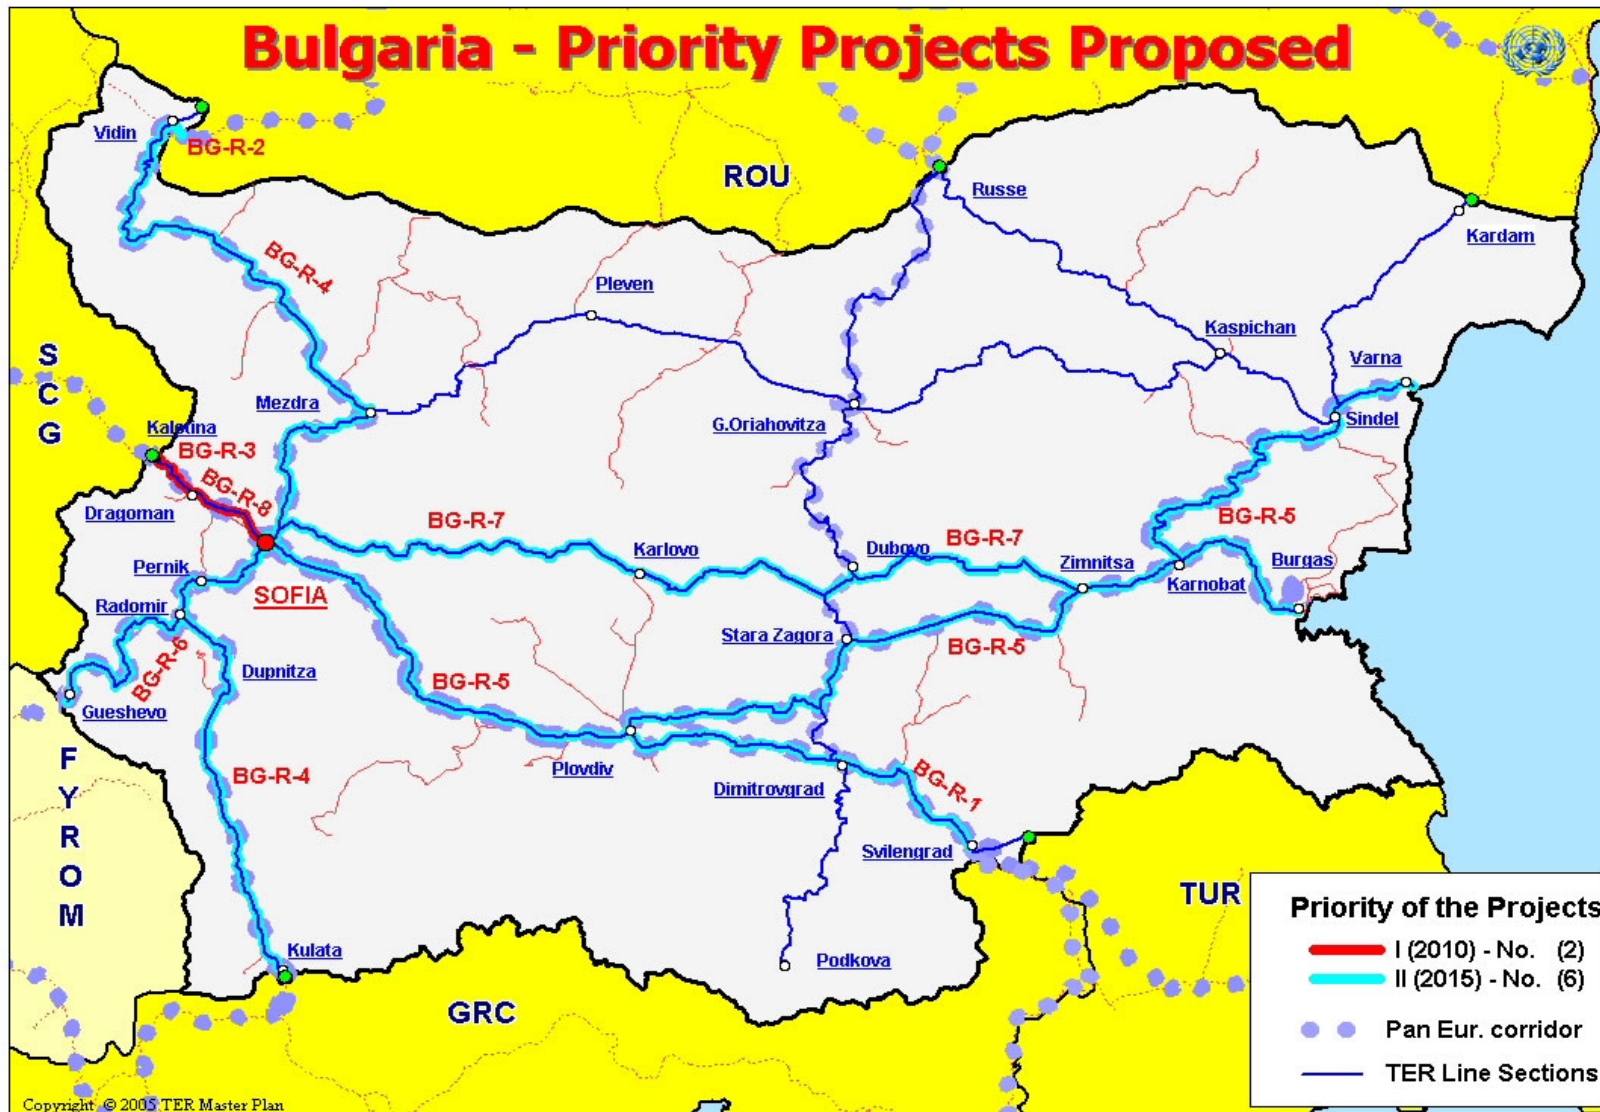 Bulgaria - Priority Projects Proposed
Vidin
BG-R-2
ROU
Russe
Kardam
BG-R-4
Pleven
Kaspichan
Varna
SCG
Mezdra
G.Oriahovitza
Sindel
Kalotina
BG-R-3
BG-R-8
Dragoman
BG-R-7
BG-R-5
Karlovo
Dubovo
BG-R-7
Zimnitsa
Burgas
Karnobat
Pernik
SOFIA
Radomir
Stara Zagora
BG-R-5
BG-R-6
Dupnitza
BG-R-5
Gueshevo
FYROM
BG-R-4
Plovdiv
Dimitrovgrad
BG-R-1
Svilengrad
TUR
Kulata
Podkova
GRC
Priority of the Projects
I (2010) - No. (2)
II (2015) - No. (6)
Pan Eur. corridor
TER Line Sections
Copyright © 2005 TER Master Plan